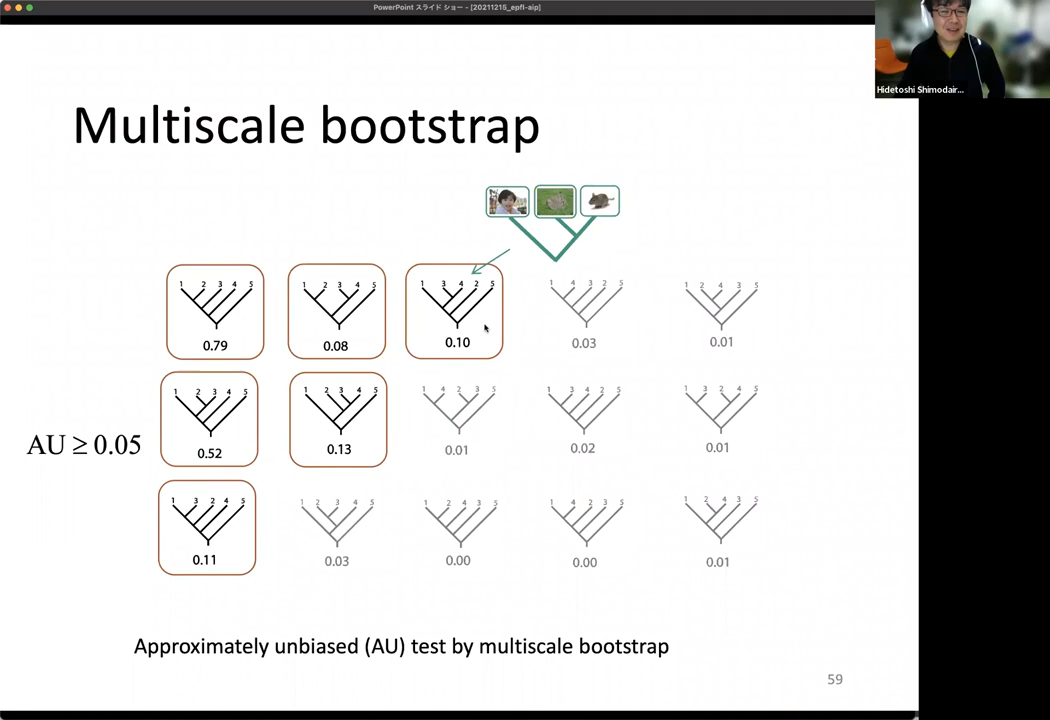 PowerPoint スライド ショー - [20211215_epfl-aip]
Hidetoshi Shimodair...
Multiscale bootstrap
1 2 3 4 5
0.79
1 2 3 4 5
0.08
1 3 4 2 5
0.10
1 4 3 2 5
0.03
1 2 4 3 5
0.01
AU ≥ 0.05
1 2 3 4 5
0.52
1 2 3 4 5
0.13
1 4 2 3 5
0.01
1 3 4 2 5
0.02
1 3 2 4 5
0.01
1 3 2 4 5
0.11
1 2 3 4 5
0.03
1 2 4 3 5
0.00
1 4 2 3 5
0.00
1 2 4 3 5
0.01
Approximately unbiased (AU) test by multiscale bootstrap
59